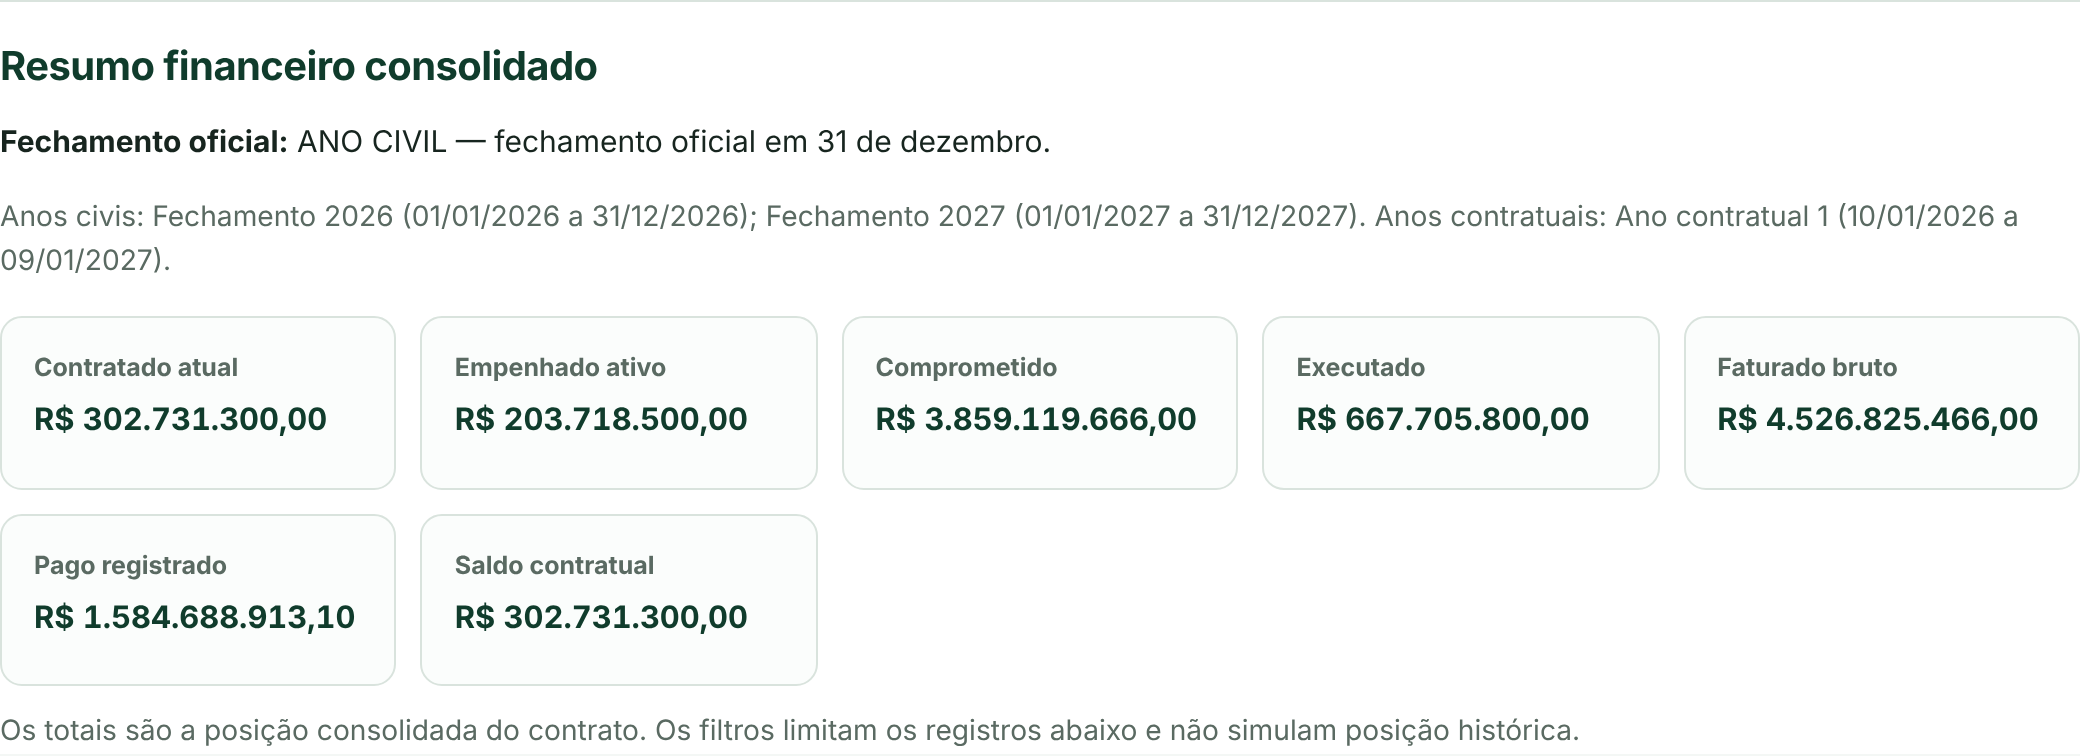 Resumo financeiro consolidado
Fechamento oficial: ANO CIVIL — fechamento oficial em 31 de dezembro.
Anos civis: Fechamento 2026 (01/01/2026 a 31/12/2026); Fechamento 2027 (01/01/2027 a 31/12/2027). Anos contratuais: Ano contratual 1 (10/01/2026 a
09/01/2027).
Contratado atual
R$ 302.731.300,00
Empenhado ativo
R$ 203.718.500,00
Comprometido
R$ 3.859.119.666,00
Executado
R$ 667.705.800,00
Faturado bruto
R$ 4.526.825.466,00
Pago registrado
R$ 1.584.688.913,10
Saldo contratual
R$ 302.731.300,00
Os totais são a posição consolidada do contrato. Os filtros limitam os registros abaixo e não simulam posição histórica.